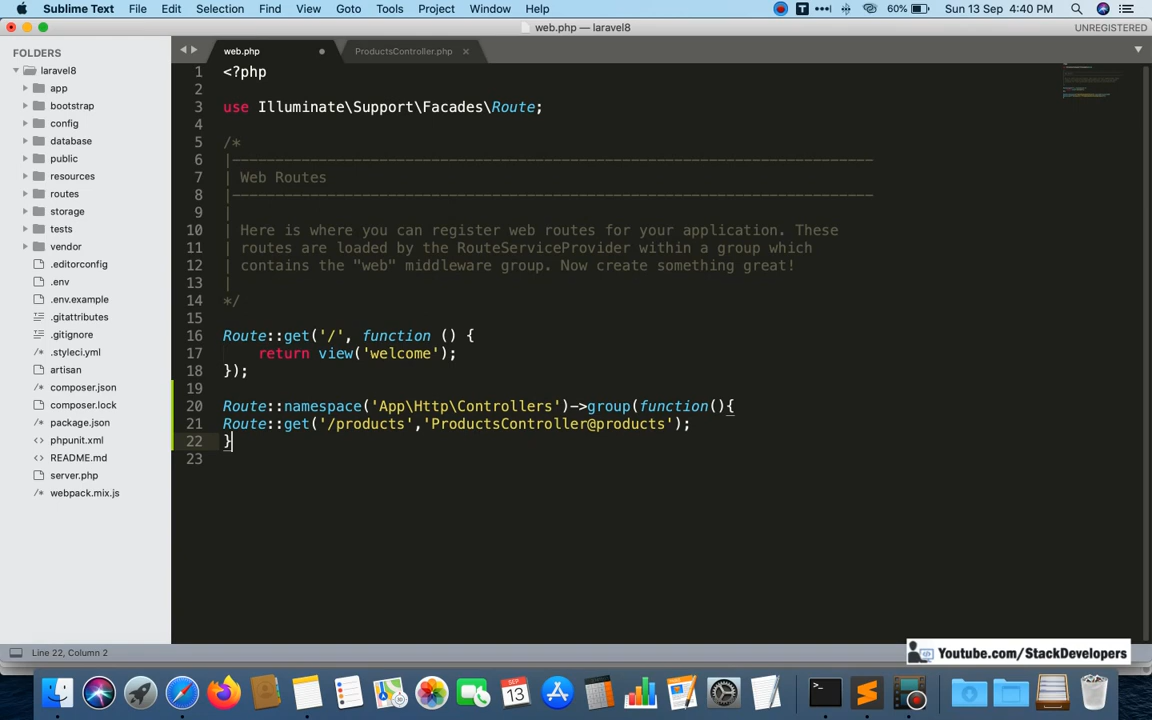 Sublime Text File Edit Selection Find View Goto Tools Project Window Help 60% Sun 13 Sep 4:40 PM
web.php — laravel8 UNREGISTERED
FOLDERS
laravel8
app
bootstrap
config
database
public
resources
routes
storage
tests
vendor
.editorconfig
.env
.env.example
.gitattributes
.gitignore
.styleci.yml
artisan
composer.json
composer.lock
package.json
phpunit.xml
README.md
server.php
webpack.mix.js
web.php ProductsController.php
1 <?php
2
3 use Illuminate\Support\Facades\Route;
4
5 /*
6 |--------------------------------------------------------------------------
7 | Web Routes
8 |--------------------------------------------------------------------------
9 |
10 | Here is where you can register web routes for your application. These
11 | routes are loaded by the RouteServiceProvider within a group which
12 | contains the "web" middleware group. Now create something great!
13 |
14 */
15
16 Route::get('/', function () {
17     return view('welcome');
18 });
19
20 Route::namespace('App\Http\Controllers')->group(function(){
21 Route::get('/products','ProductsController@products');
22 }
23
Line 22, Column 2
Youtube.com/StackDevelopers
SEP
13